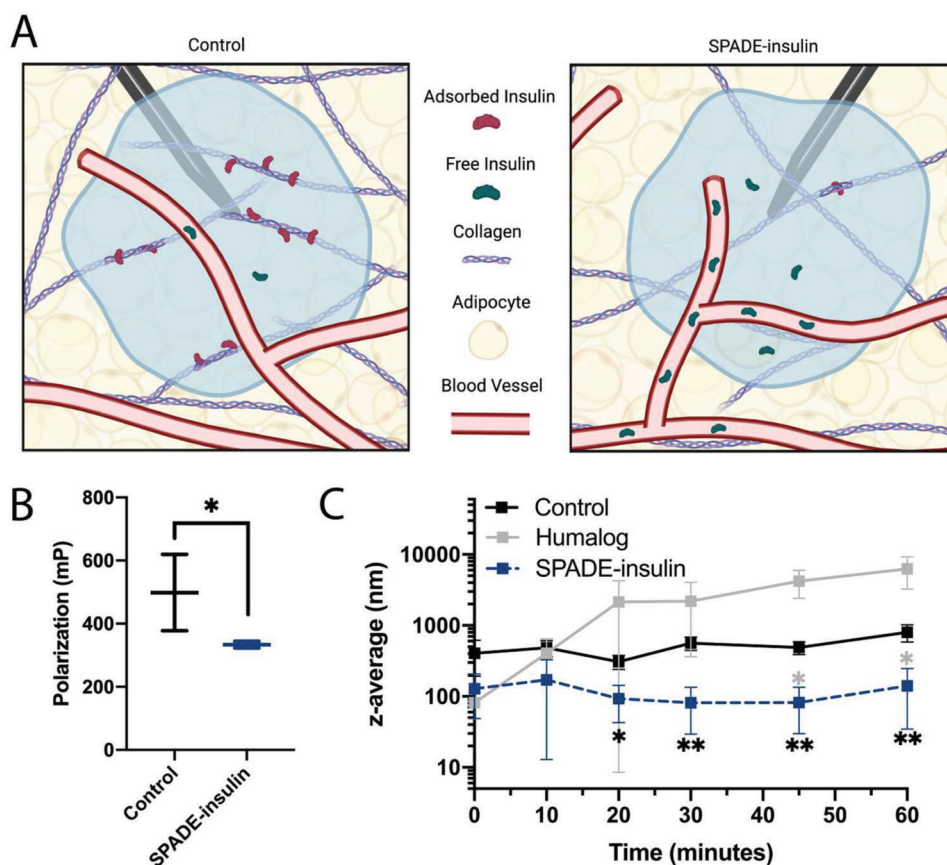 A
Control
SPADE-insulin
Adsorbed Insulin
Free Insulin
Collagen
Adipocyte
Blood Vessel
B
Polarization (mP)
800
600
400
200
0
*
Control
SPADE-insulin
C
Control
Humalog
SPADE-insulin
z-average (nm)
10000
1000
100
10
*
*
*
**
**
**
0
10
20
30
40
50
60
Time (minutes)